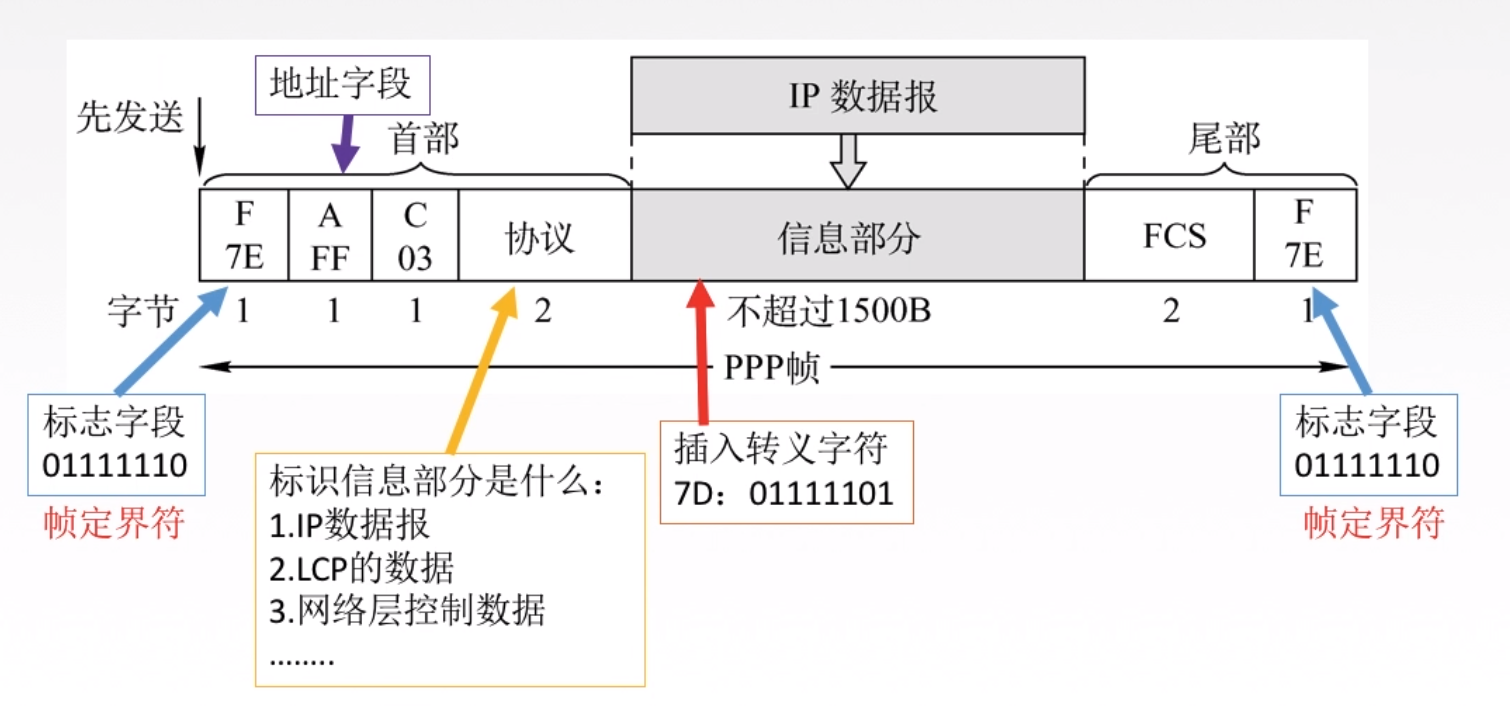 地址字段
IP 数据报
先发送
首部
尾部
F
7E
A
FF
C
03
协议
信息部分
FCS
F
7E
字节
1
1
1
2
不超过1500B
2
1
PPP帧
标志字段
01111110
帧定界符
标识信息部分是什么：
1.IP数据报
2.LCP的数据
3.网络层控制数据
........
插入转义字符
7D：01111101
标志字段
01111110
帧定界符